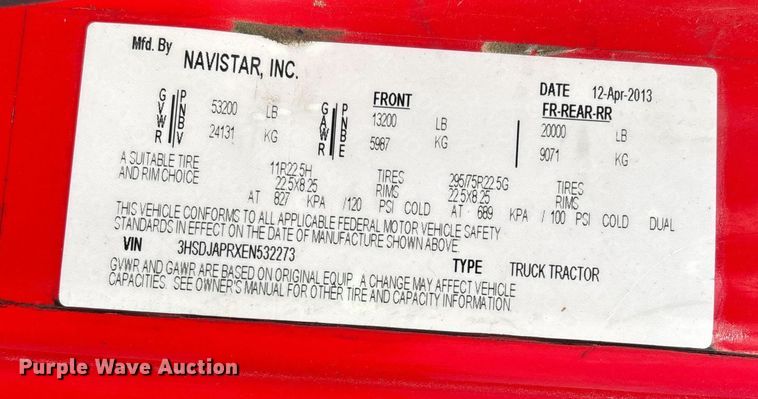 Mfd. By NAVISTAR, INC. DATE 12-Apr-2013
GVWR PNBV 53200 LB 24131 KG GAWR PNBE FRONT 13200 LB 5987 KG FR-REAR-RR 20000 LB 9071 KG
A SUITABLE TIRE 11R22.5H TIRES 295/75R22.5G TIRES
AND RIM CHOICE 22.5X8.25 RIMS 22.5X8.25 RIMS
AT 827 KPA /120 PSI COLD AT 689 KPA / 100 PSI COLD DUAL
THIS VEHICLE CONFORMS TO ALL APPLICABLE FEDERAL MOTOR VEHICLE SAFETY
STANDARDS IN EFFECT ON THE DATE OF MANUFACTURE SHOWN ABOVE.
VIN 3HSDJAPRXEN532273 TYPE TRUCK TRACTOR
GVWR AND GAWR ARE BASED ON ORIGINAL EQUIP. A CHANGE MAY AFFECT VEHICLE
CAPACITIES. SEE OWNER'S MANUAL FOR OTHER TIRE AND CAPACITY INFORMATION.
Purple Wave Auction